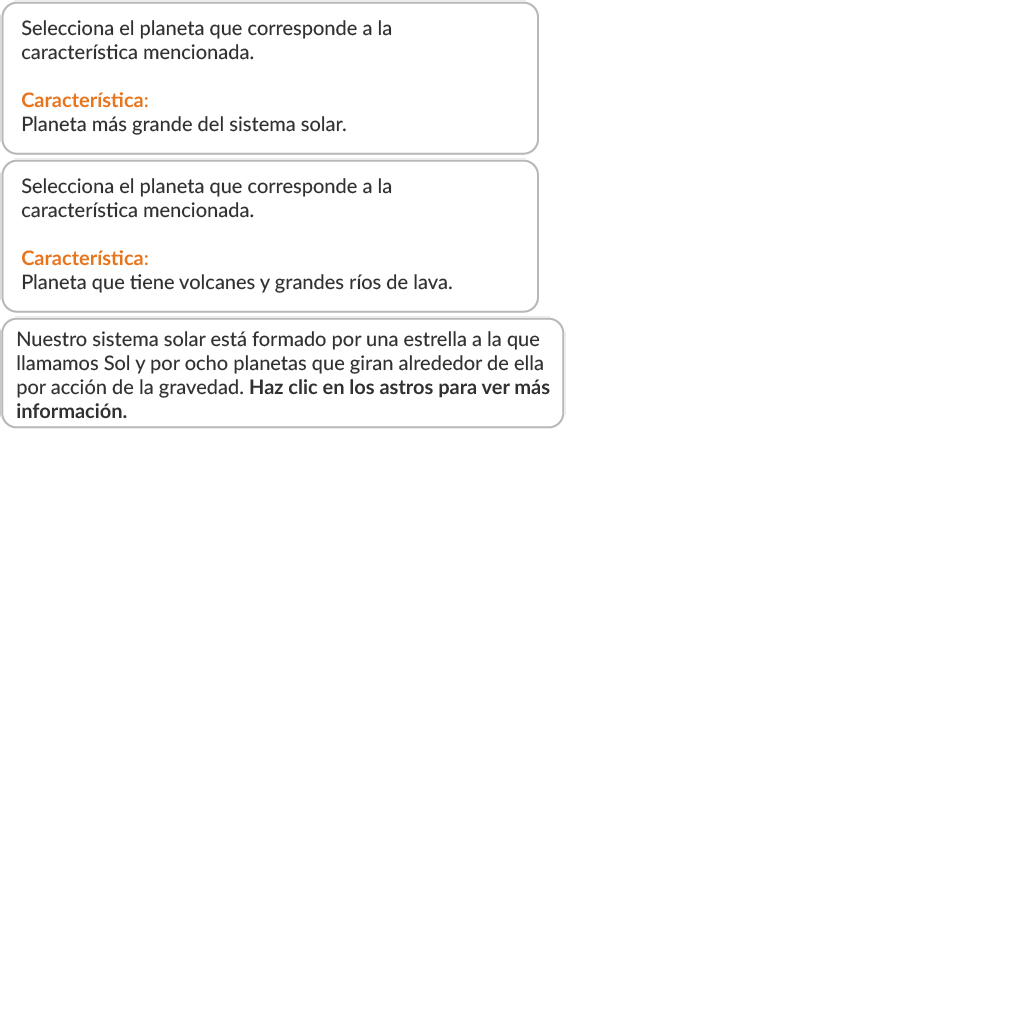 Selecciona el planeta que corresponde a la
característica mencionada.
Característica:
Planeta más grande del sistema solar.
Selecciona el planeta que corresponde a la
característica mencionada.
Característica:
Planeta que tiene volcanes y grandes ríos de lava.
Nuestro sistema solar está formado por una estrella a la que
llamamos Sol y por ocho planetas que giran alrededor de ella
por acción de la gravedad. Haz clic en los astros para ver más
información.